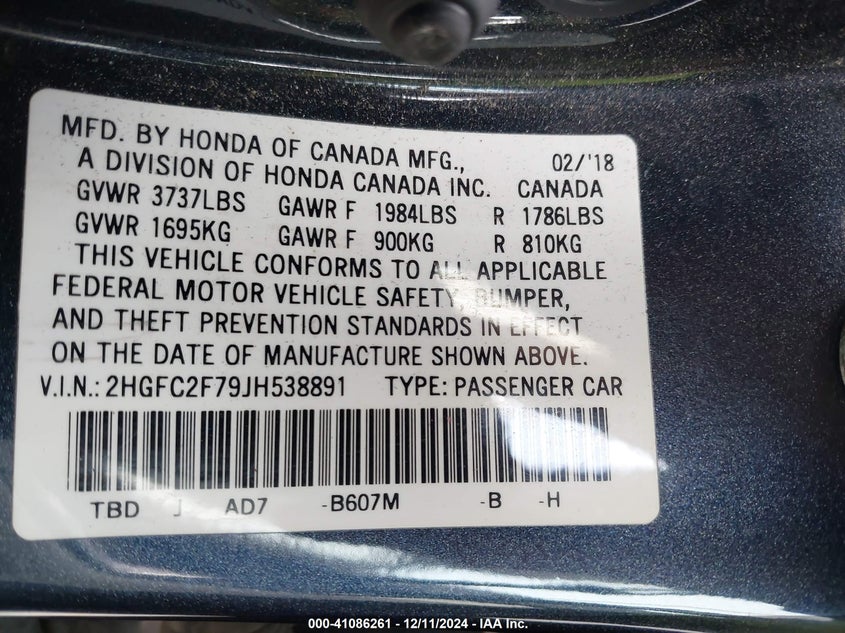 MFD. BY HONDA OF CANADA MFG., 02/'18
A DIVISION OF HONDA CANADA INC. CANADA
GVWR 3737LBS GAWR F 1984LBS R 1786LBS
GVWR 1695KG GAWR F 900KG R 810KG
THIS VEHICLE CONFORMS TO ALL APPLICABLE
FEDERAL MOTOR VEHICLE SAFETY, BUMPER,
AND THEFT PREVENTION STANDARDS IN EFFECT
ON THE DATE OF MANUFACTURE SHOWN ABOVE.
V.I.N.: 2HGFC2F79JH538891 TYPE: PASSENGER CAR
TBD J AD7 -B607M -B -H
000-41086261 - 12/11/2024 - IAA Inc.